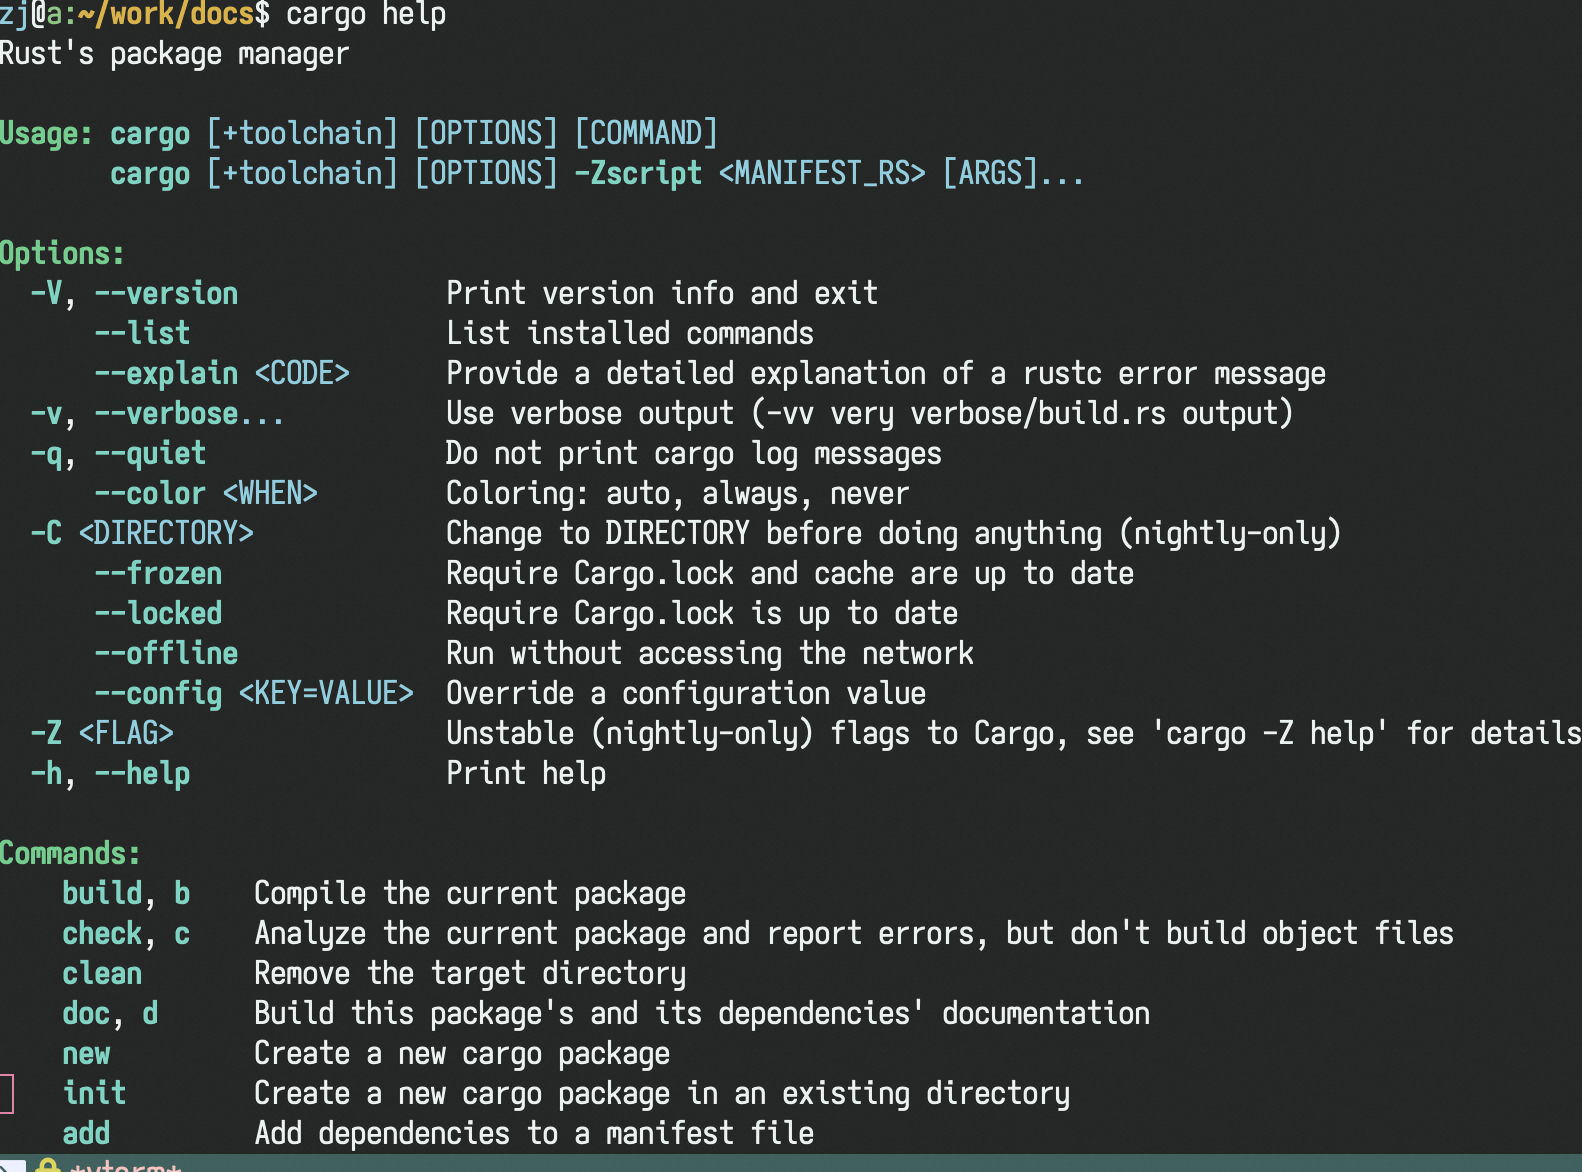 zj@a:~/work/docs$ cargo help
Rust's package manager

Usage: cargo [+toolchain] [OPTIONS] [COMMAND]
       cargo [+toolchain] [OPTIONS] -Zscript <MANIFEST_RS> [ARGS]...

Options:
  -V, --version             Print version info and exit
      --list                List installed commands
      --explain <CODE>      Provide a detailed explanation of a rustc error message
  -v, --verbose...          Use verbose output (-vv very verbose/build.rs output)
  -q, --quiet               Do not print cargo log messages
      --color <WHEN>        Coloring: auto, always, never
  -C <DIRECTORY>            Change to DIRECTORY before doing anything (nightly-only)
      --frozen              Require Cargo.lock and cache are up to date
      --locked              Require Cargo.lock is up to date
      --offline             Run without accessing the network
      --config <KEY=VALUE>  Override a configuration value
  -Z <FLAG>                 Unstable (nightly-only) flags to Cargo, see 'cargo -Z help' for details
  -h, --help                Print help

Commands:
    build, b    Compile the current package
    check, c    Analyze the current package and report errors, but don't build object files
    clean       Remove the target directory
    doc, d      Build this package's and its dependencies' documentation
    new         Create a new cargo package
    init        Create a new cargo package in an existing directory
    add         Add dependencies to a manifest file
*vterm*